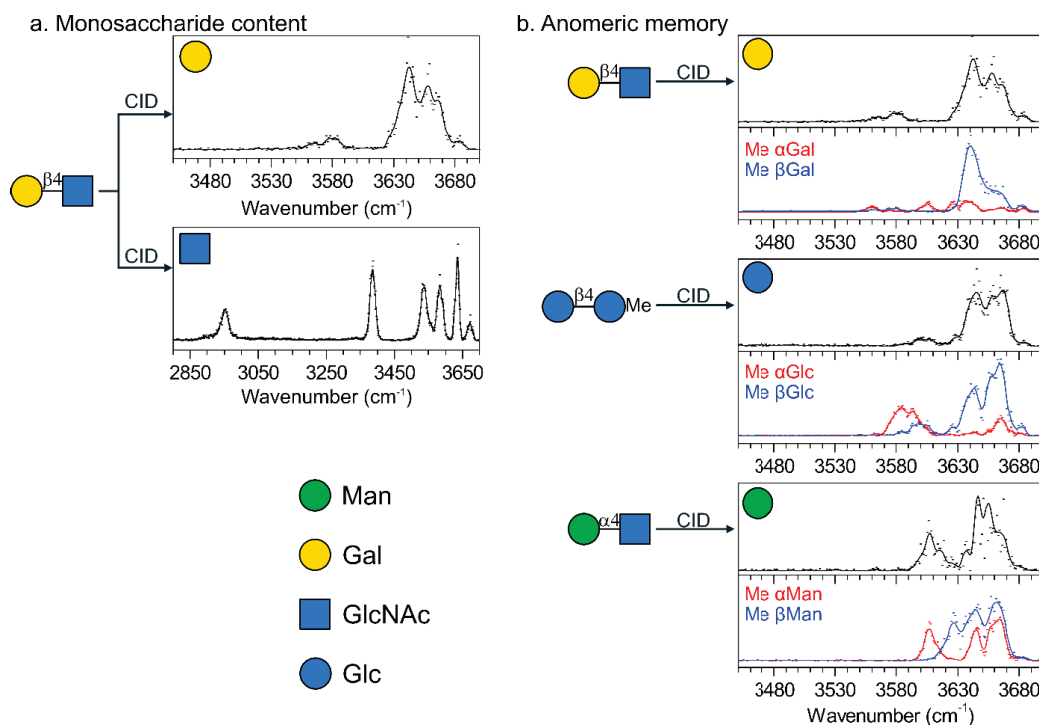 a. Monosaccharide content
CID
β4
CID
3480 3530 3580 3630 3680
Wavenumber (cm⁻¹)
2850 3050 3250 3450 3650
Wavenumber (cm⁻¹)
Man
Gal
GlcNAc
Glc
b. Anomeric memory
β4
CID
Me αGal
Me βGal
3480 3530 3580 3630 3680
β4
Me
CID
Me αGlc
Me βGlc
3480 3530 3580 3630 3680
α4
CID
Me αMan
Me βMan
3480 3530 3580 3630 3680
Wavenumber (cm⁻¹)